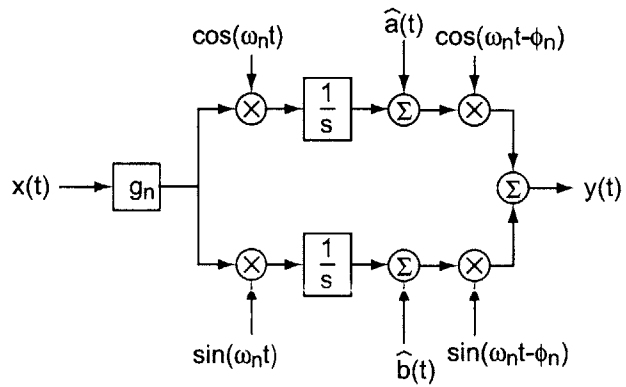 cos(ωₙt)
â(t)
cos(ωₙt-ϕₙ)
×
1
s
Σ
×
x(t)
gₙ
Σ
y(t)
×
1
s
Σ
×
sin(ωₙt)
b̂(t)
sin(ωₙt-ϕₙ)